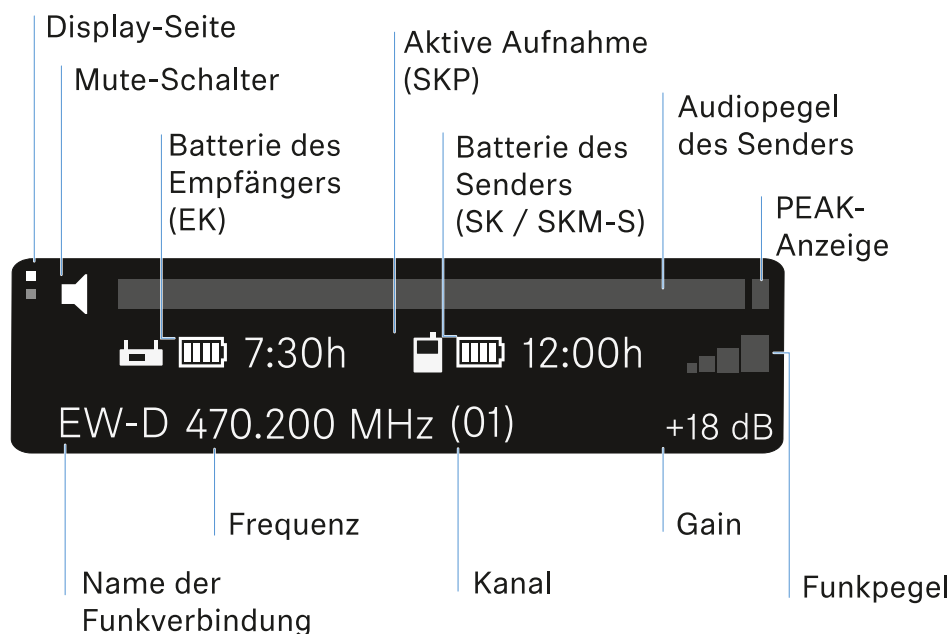 Display-Seite
Mute-Schalter
Aktive Aufnahme
(SKP)
Audiopegel
des Senders
Batterie des
Empfängers
(EK)
Batterie des
Senders
(SK / SKM-S)
PEAK-
Anzeige
7:30h
12:00h
EW-D 470.200 MHz (01)
+18 dB
Frequenz
Gain
Name der
Funkverbindung
Kanal
Funkpegel